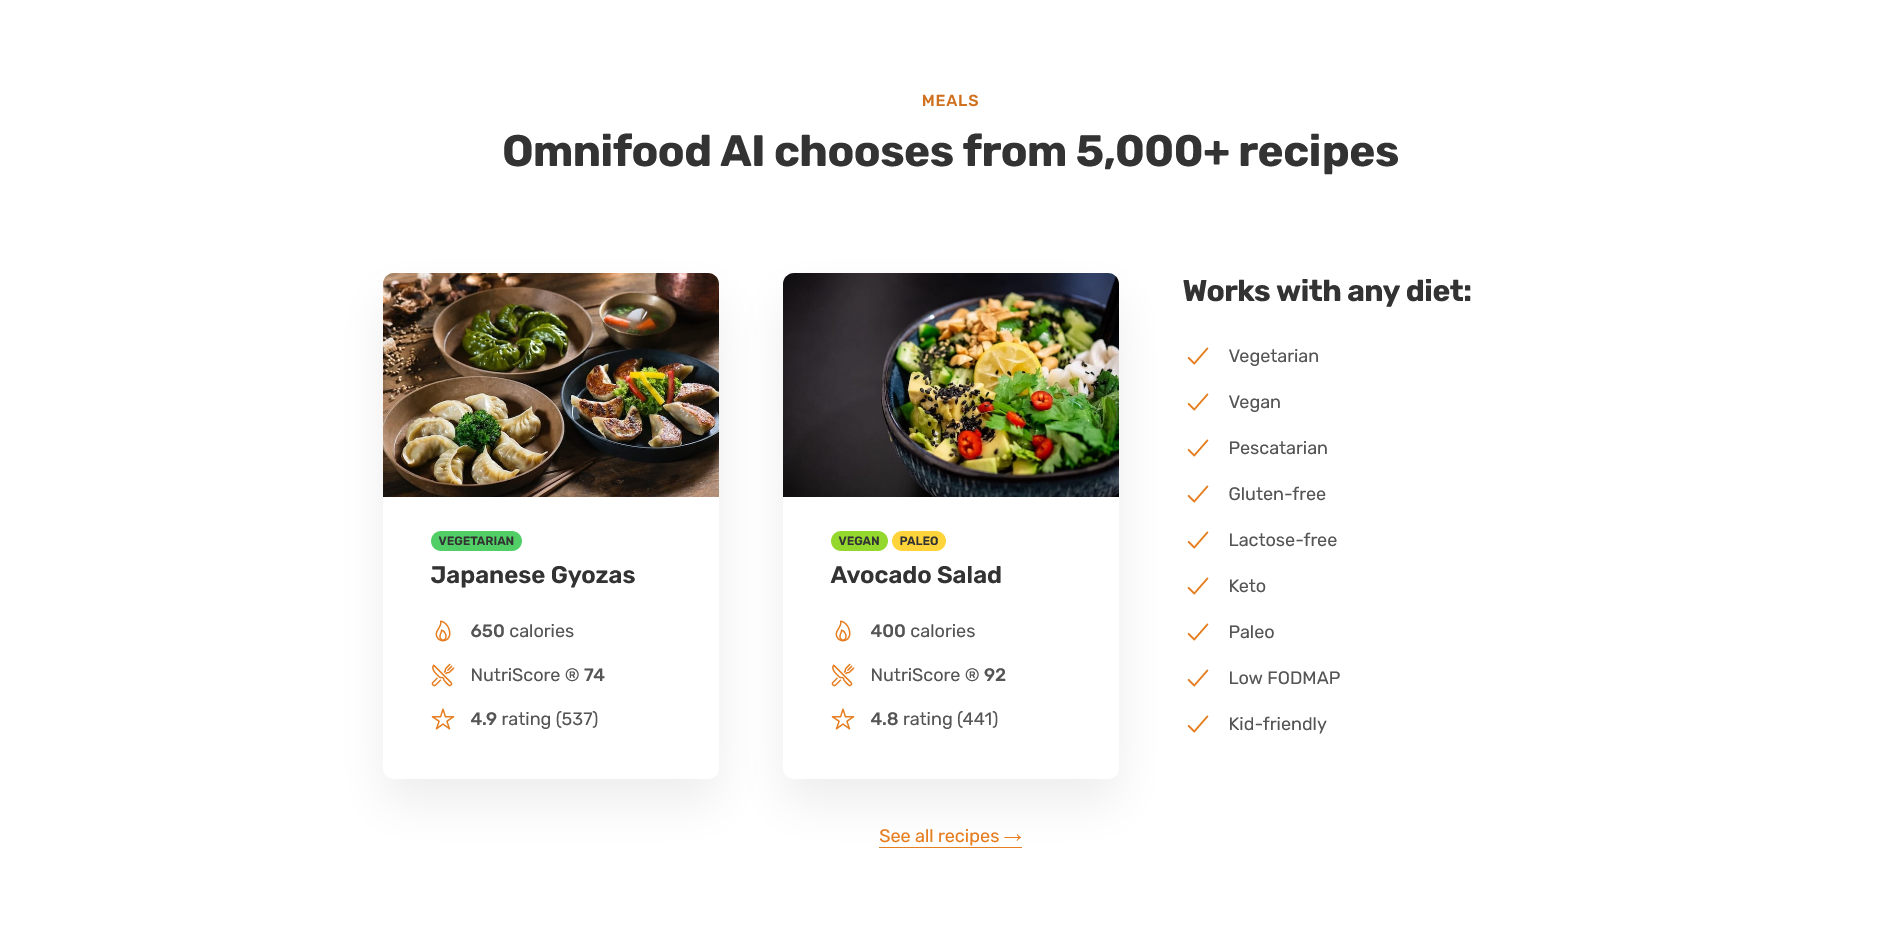 MEALS
Omnifood AI chooses from 5,000+ recipes
VEGETARIAN
Japanese Gyozas
650 calories
NutriScore ® 74
4.9 rating (537)
VEGAN PALEO
Avocado Salad
400 calories
NutriScore ® 92
4.8 rating (441)
Works with any diet:
Vegetarian
Vegan
Pescatarian
Gluten-free
Lactose-free
Keto
Paleo
Low FODMAP
Kid-friendly
See all recipes →